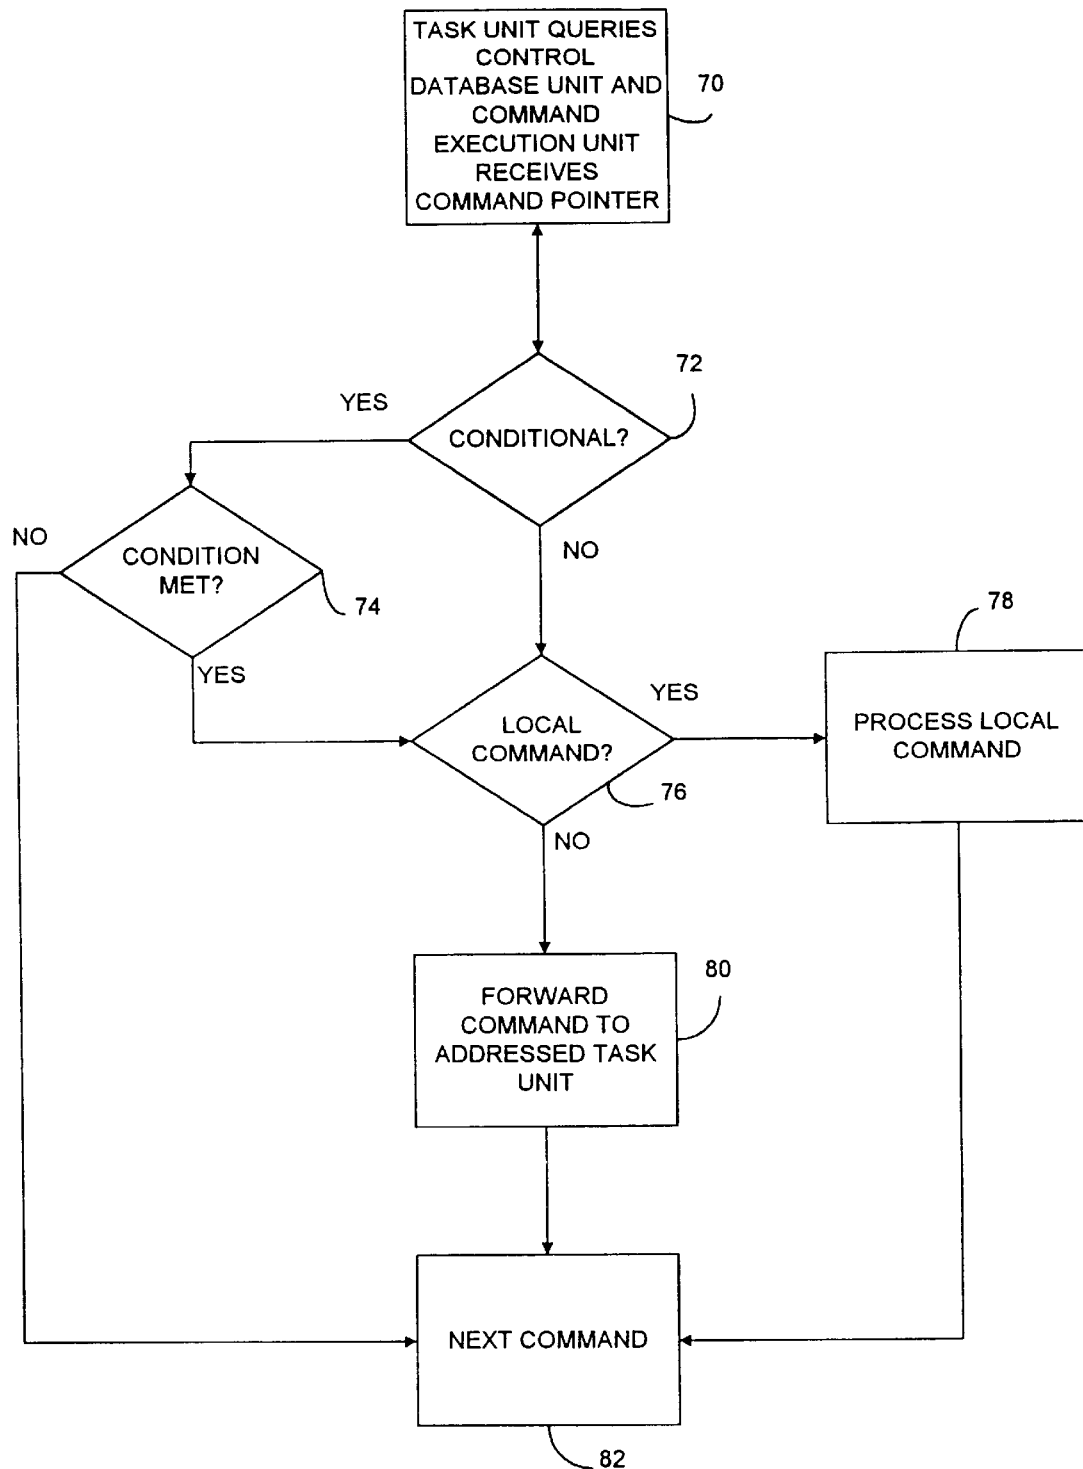 TASK UNIT QUERIES
CONTROL
DATABASE UNIT AND
COMMAND
EXECUTION UNIT
RECEIVES
COMMAND POINTER
70
72
YES
CONDITIONAL?
NO
NO
CONDITION
MET?
74
YES
78
YES
LOCAL
COMMAND?
PROCESS LOCAL
COMMAND
76
NO
80
FORWARD
COMMAND TO
ADDRESSED TASK
UNIT
NEXT COMMAND
82